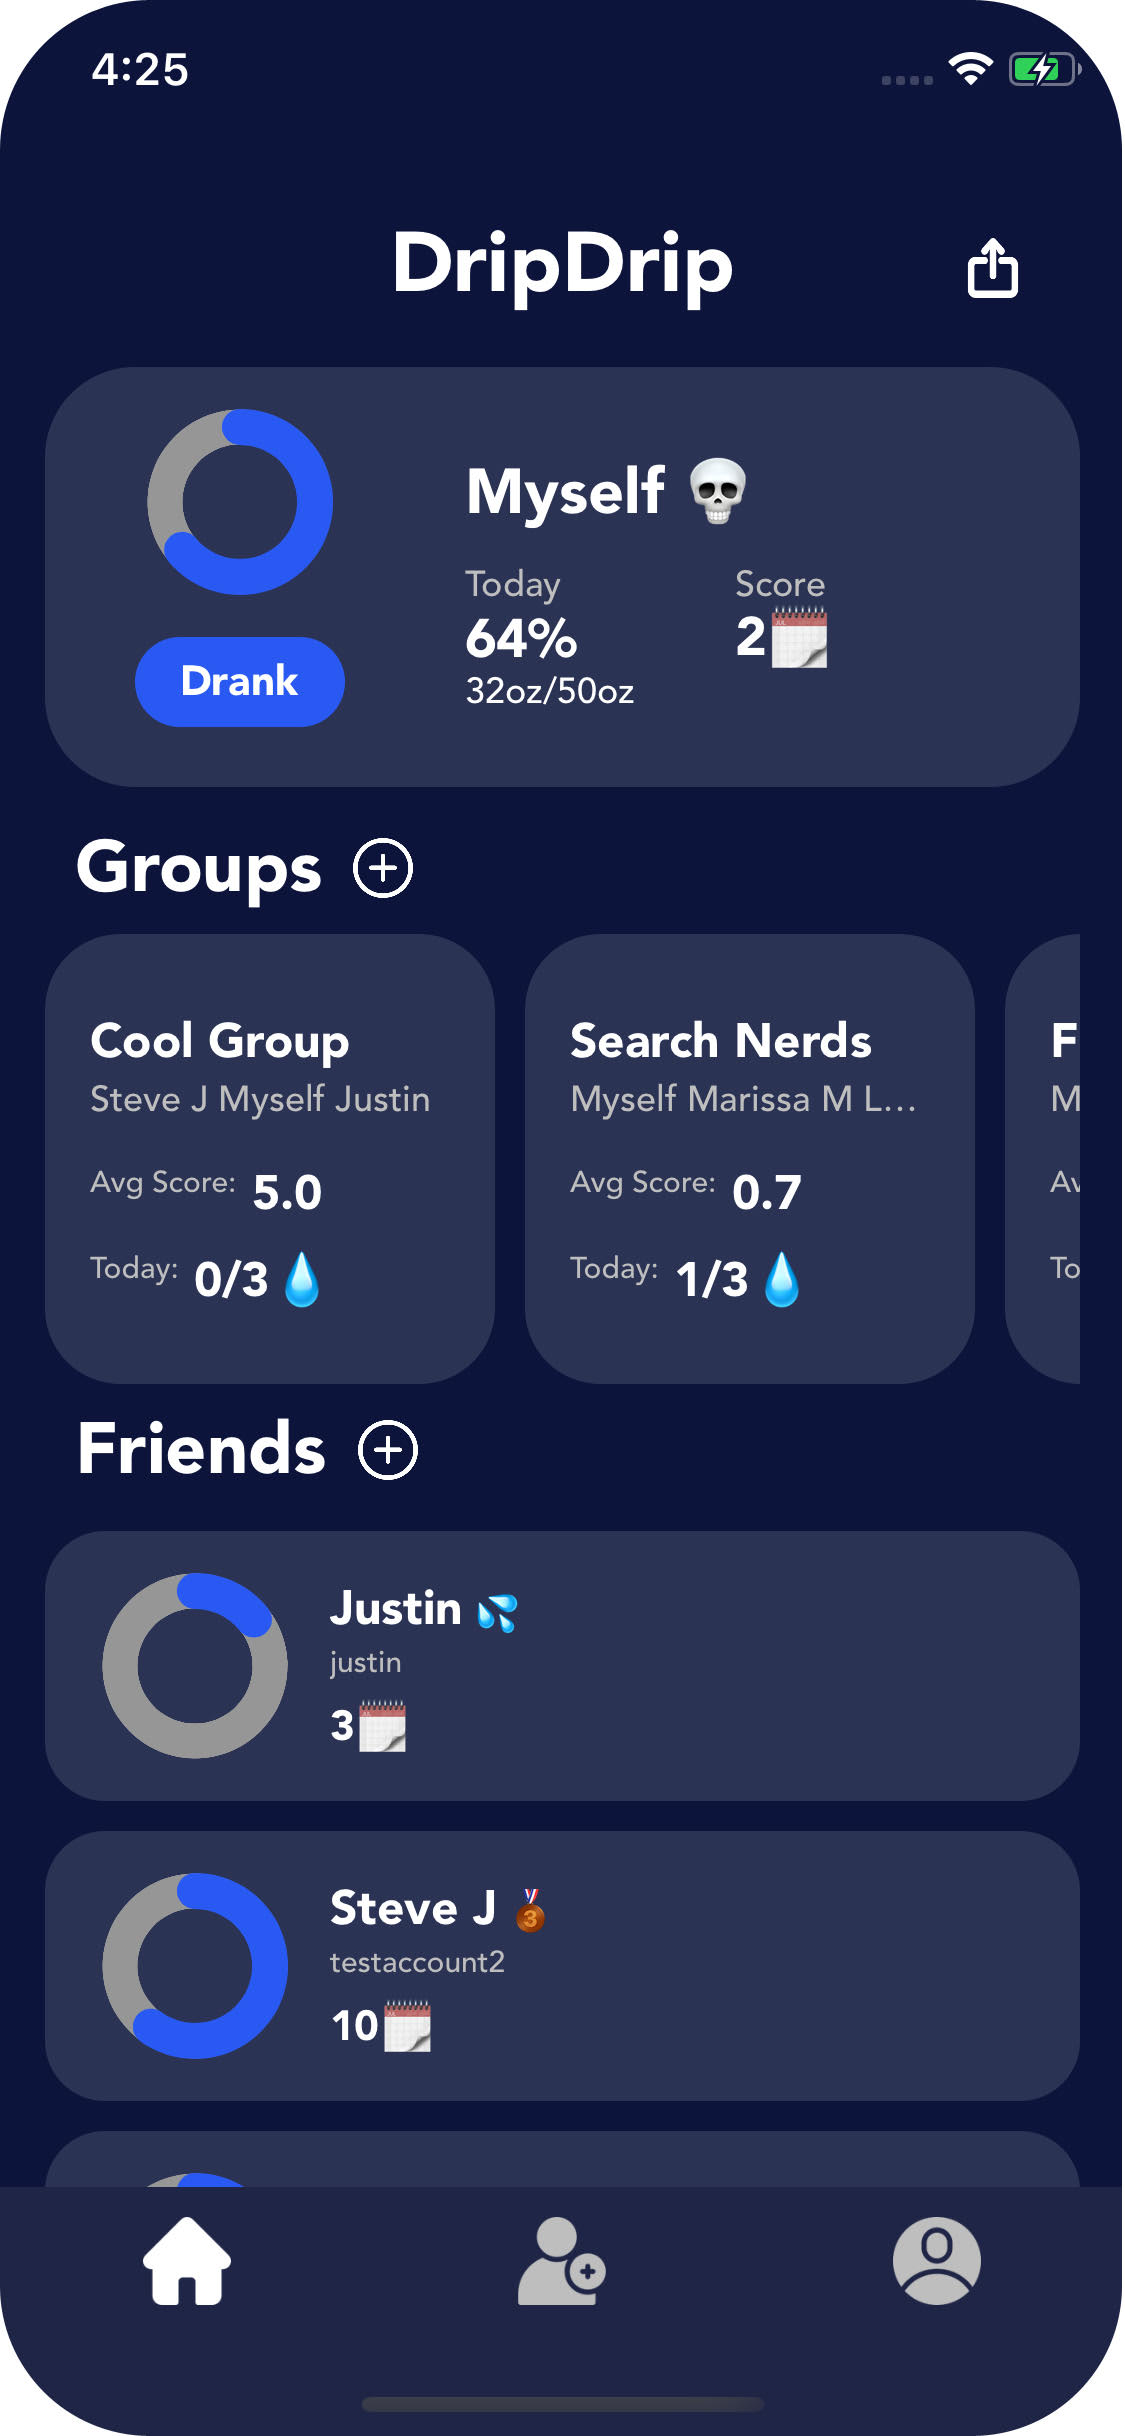 4:25
DripDrip
Myself 💀
Today
Score
64%
2🗓
32oz/50oz
Drank
Groups
Cool Group
Steve J Myself Justin
Avg Score: 5.0
Today: 0/3💧
Search Nerds
Myself Marissa M L...
Avg Score: 0.7
Today: 1/3💧
F
M
Av
To
Friends
Justin 💦
justin
3🗓
Steve J 🥉
testaccount2
10🗓